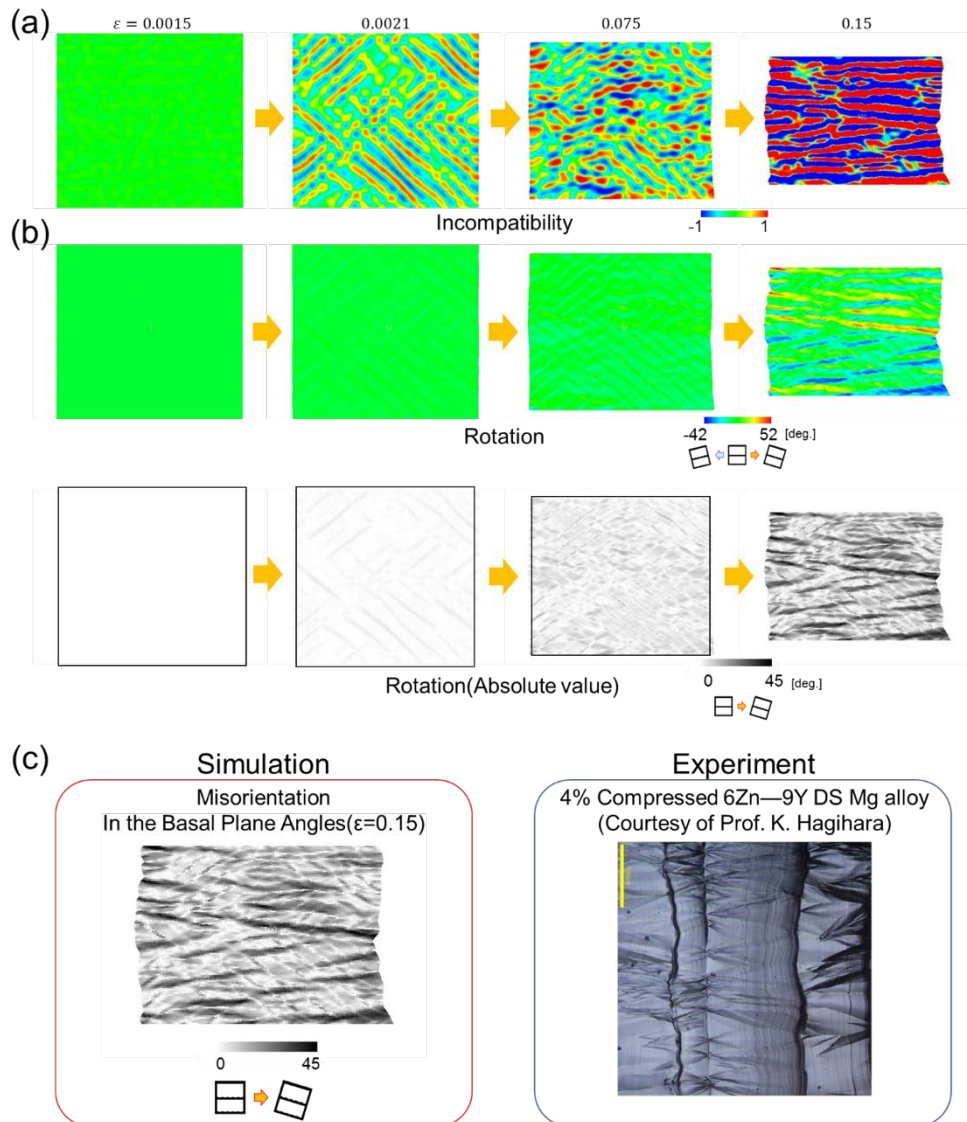 (a)
ε = 0.0015
0.0021
0.075
0.15
Incompatibility
-1
1
(b)
Rotation
-42
52
[deg.]
Rotation(Absolute value)
0
45
[deg.]
(c)
Simulation
Experiment
Misorientation
In the Basal Plane Angles(ε=0.15)
0
45
4% Compressed 6Zn—9Y DS Mg alloy
(Courtesy of Prof. K. Hagihara)